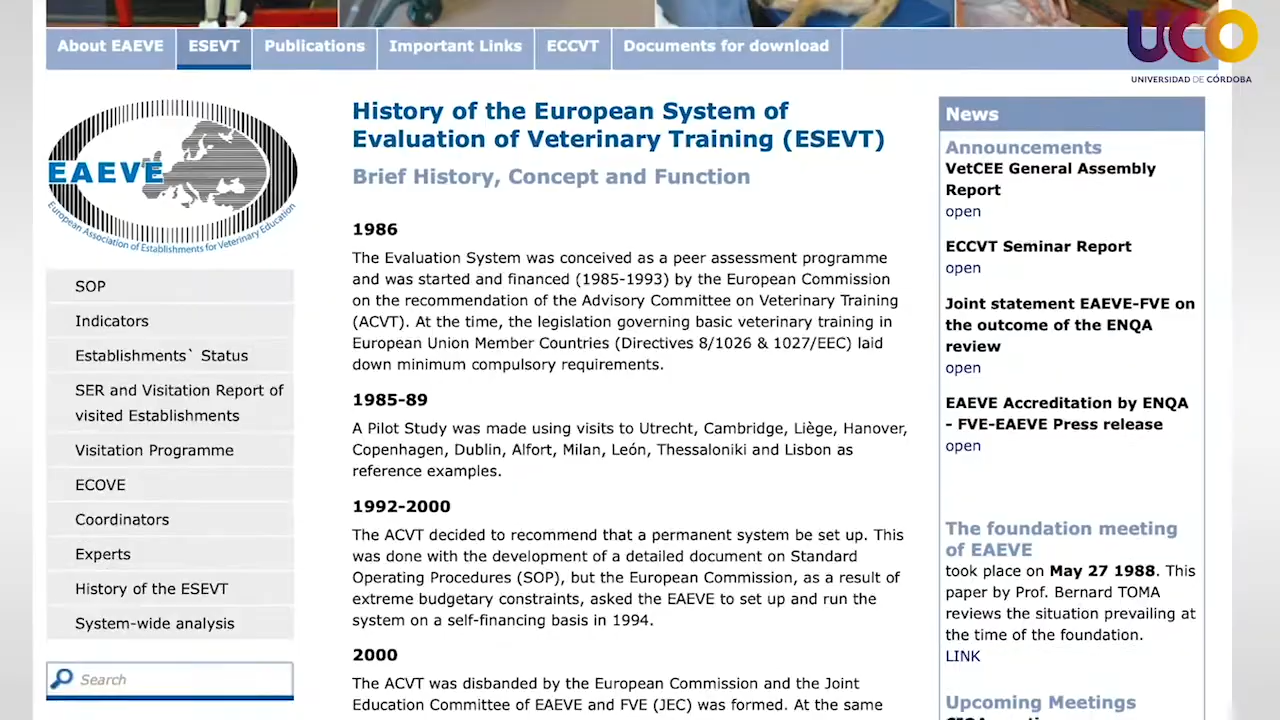 About EAEVE
ESEVT
Publications
Important Links
ECCVT
Documents for download
UCO
UNIVERSIDAD DE CÓRDOBA
EAEVE
European Association of Establishments for Veterinary Education
SOP
Indicators
Establishments` Status
SER and Visitation Report of
visited Establishments
Visitation Programme
ECOVE
Coordinators
Experts
History of the ESEVT
System-wide analysis
Search
History of the European System of
Evaluation of Veterinary Training (ESEVT)
Brief History, Concept and Function
1986
The Evaluation System was conceived as a peer assessment programme
and was started and financed (1985-1993) by the European Commission
on the recommendation of the Advisory Committee on Veterinary Training
(ACVT). At the time, the legislation governing basic veterinary training in
European Union Member Countries (Directives 8/1026 & 1027/EEC) laid
down minimum compulsory requirements.
1985-89
A Pilot Study was made using visits to Utrecht, Cambridge, Liège, Hanover,
Copenhagen, Dublin, Alfort, Milan, León, Thessaloniki and Lisbon as
reference examples.
1992-2000
The ACVT decided to recommend that a permanent system be set up. This
was done with the development of a detailed document on Standard
Operating Procedures (SOP), but the European Commission, as a result of
extreme budgetary constraints, asked the EAEVE to set up and run the
system on a self-financing basis in 1994.
2000
The ACVT was disbanded by the European Commission and the Joint
Education Committee of EAEVE and FVE (JEC) was formed. At the same
News
Announcements
VetCEE General Assembly
Report
open
ECCVT Seminar Report
open
Joint statement EAEVE-FVE on
the outcome of the ENQA
review
open
EAEVE Accreditation by ENQA
- FVE-EAEVE Press release
open
The foundation meeting
of EAEVE
took place on May 27 1988. This
paper by Prof. Bernard TOMA
reviews the situation prevailing at
the time of the foundation.
LINK
Upcoming Meetings